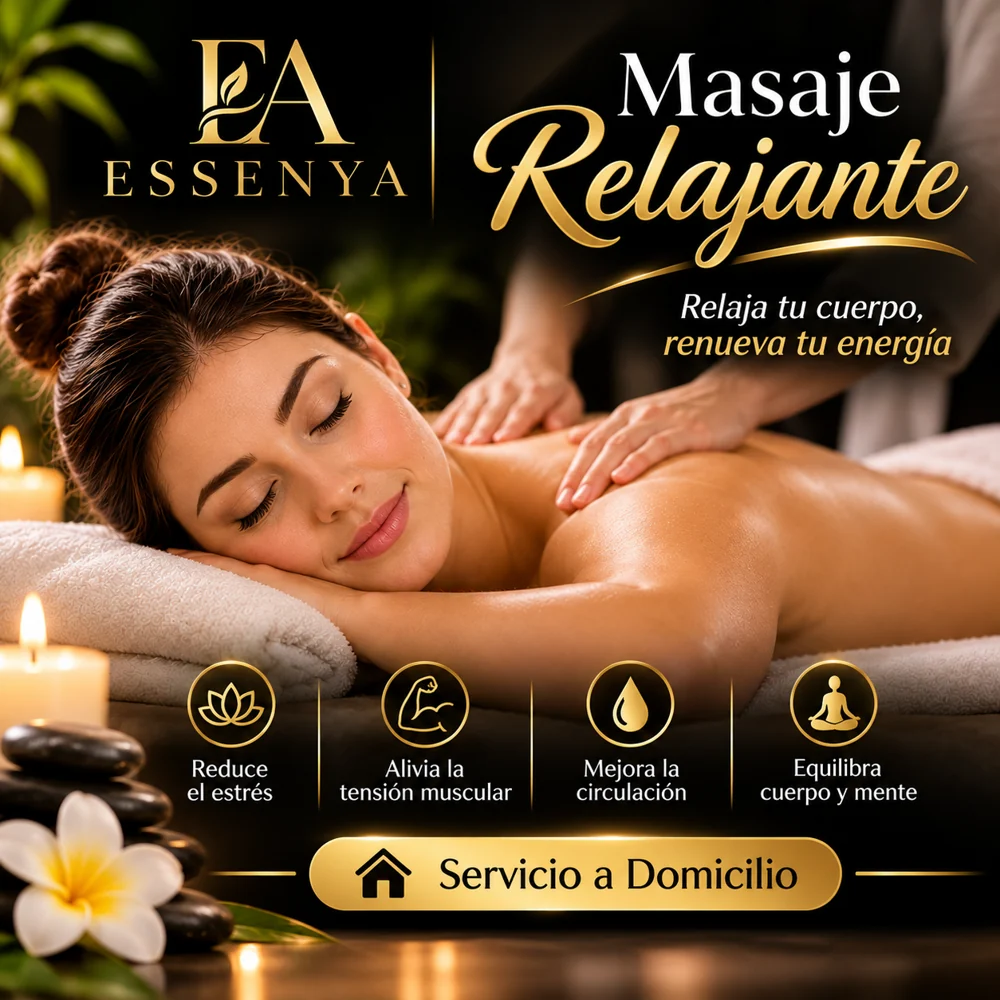 EA
ESSENYA
Masaje
Relajante
Relaja tu cuerpo,
renueva tu energía
Reduce
el estrés
Alivia la
tensión muscular
Mejora la
circulación
Equilibra
cuerpo y mente
Servicio a Domicilio